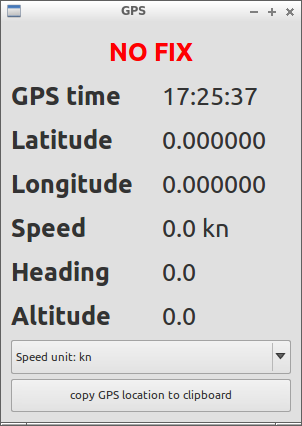 GPS
NO FIX
GPS time 17:25:37
Latitude 0.000000
Longitude 0.000000
Speed 0.0 kn
Heading 0.0
Altitude 0.0
Speed unit: kn
copy GPS location to clipboard